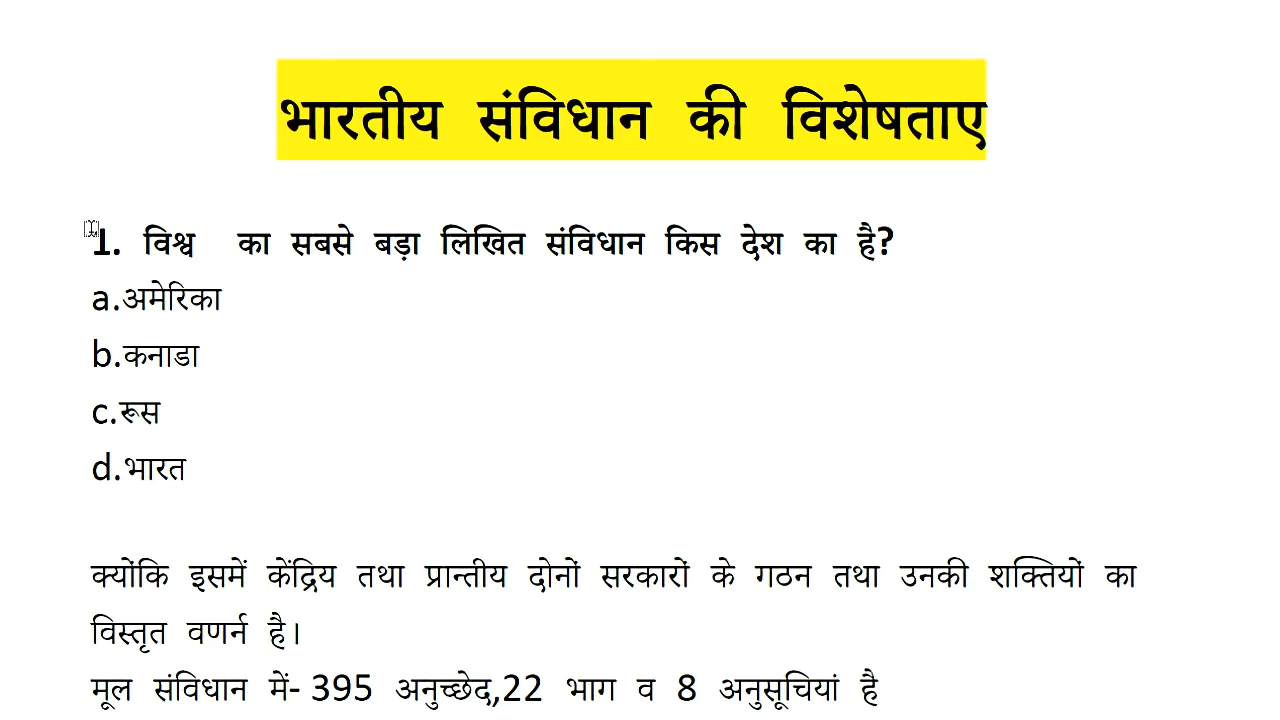 भारतीय संविधान की विशेषताए
1. विश्व का सबसे बड़ा लिखित संविधान किस देश का है?
a.अमेरिका
b.कनाडा
c.रूस
d.भारत
क्योंकि इसमें केंद्रिय तथा प्रान्तीय दोनों सरकारों के गठन तथा उनकी शक्तियों का
विस्तृत वणर्न है।
मूल संविधान में- 395 अनुच्छेद,22 भाग व 8 अनुसूचियां है